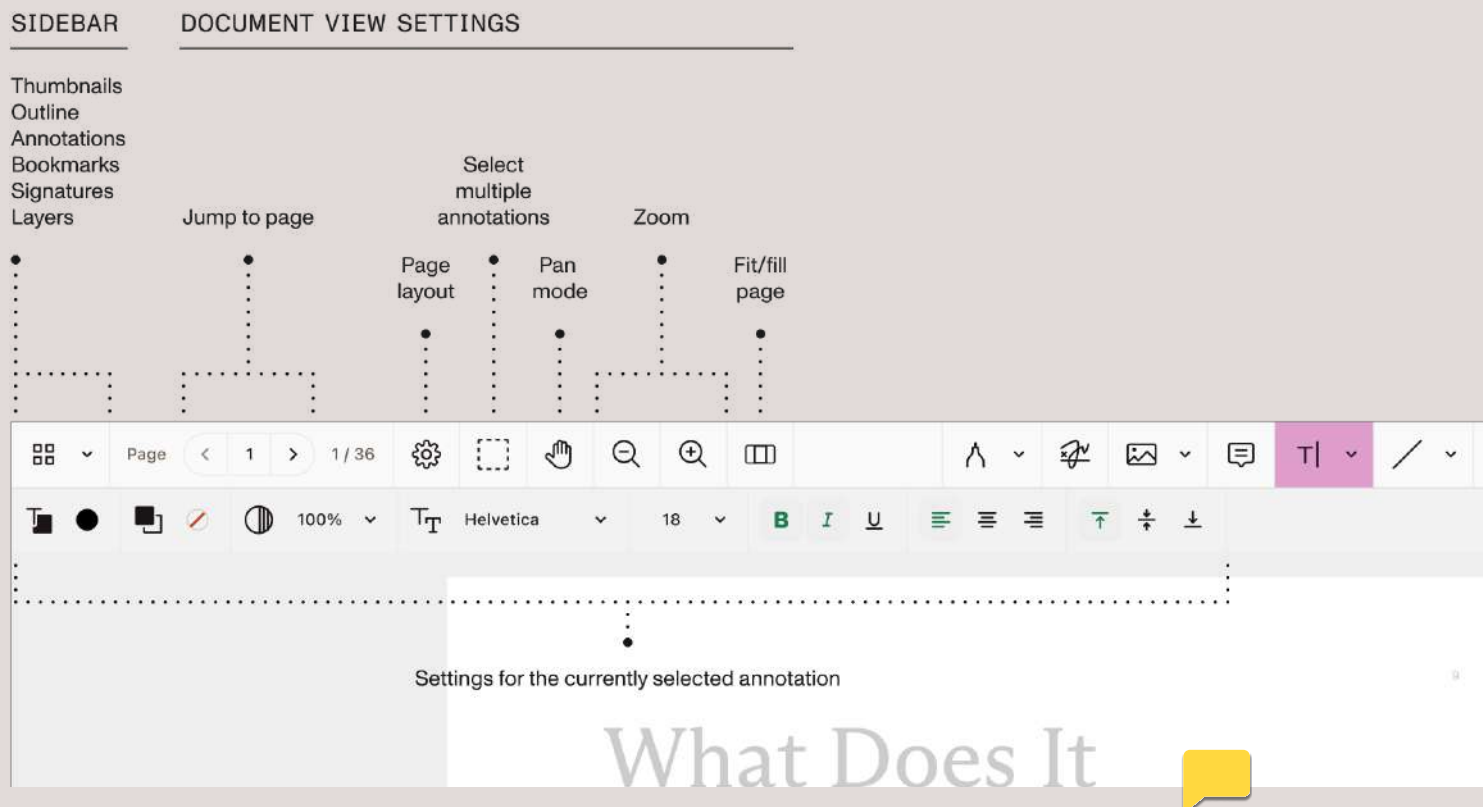 SIDEBAR
DOCUMENT VIEW SETTINGS
Thumbnails
Outline
Annotations
Bookmarks
Signatures
Layers
Jump to page
Page
layout
Select
multiple
annotations
Pan
mode
Zoom
Fit/fill
page
Page 1 1 / 36 T
T 100% TT Helvetica 18 B I U
Settings for the currently selected annotation
9
What Does It